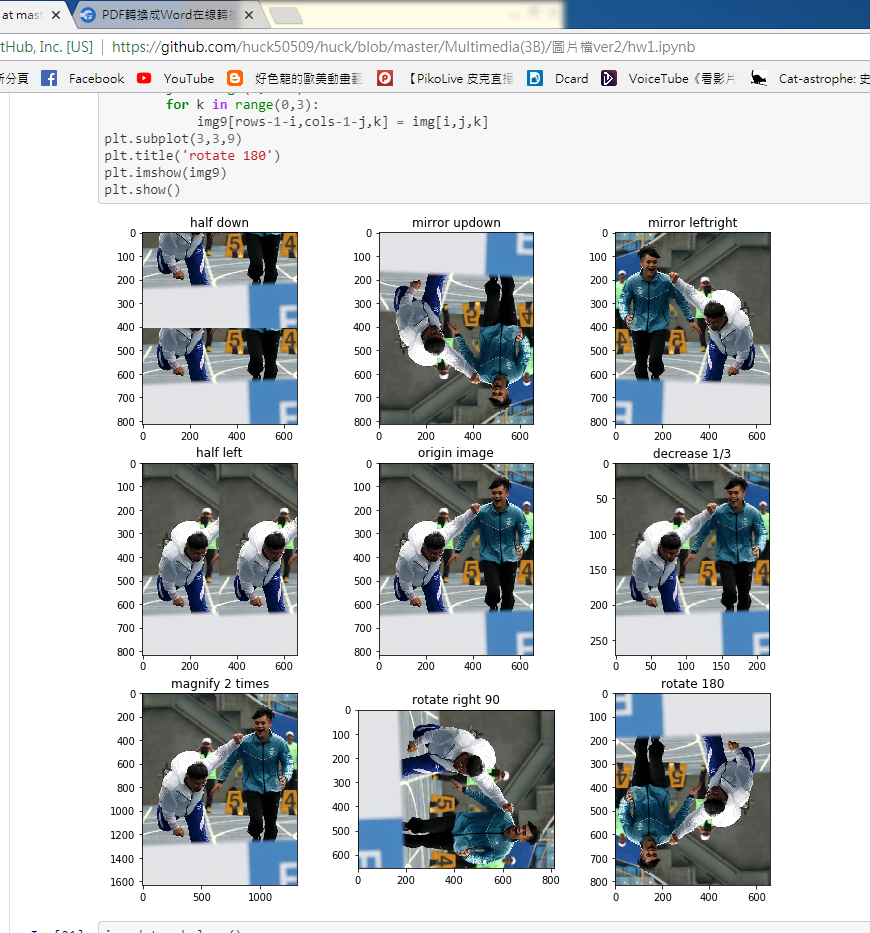 at mast
PDF轉換成Word在線轉
tHub, Inc. [US] | https://github.com/huck50509/huck/blob/master/Multimedia(3B)/圖片檔ver2/hw1.ipynb
新分頁 Facebook YouTube 好色龍的歐美動畫 【PikoLive 皮克直播 Dcard VoiceTube《看影片 Cat-astrophe: 史
for k in range(0,3):
img9[rows-1-i,cols-1-j,k] = img[i,j,k]
plt.subplot(3,3,9)
plt.title('rotate 180')
plt.imshow(img9)
plt.show()
half down
0
100
200
300
400
500
600
700
800
0 200 400 600
mirror updown
0
100
200
300
400
500
600
700
800
0 200 400 600
mirror leftright
0
100
200
300
400
500
600
700
800
0 200 400 600
half left
0
100
200
300
400
500
600
700
800
0 200 400 600
origin image
0
100
200
300
400
500
600
700
800
0 200 400 600
decrease 1/3
0
50
100
150
200
250
0 50 100 150 200
magnify 2 times
0
200
400
600
800
1000
1200
1400
1600
0 500 1000
rotate right 90
0
100
200
300
400
500
600
0 200 400 600 800
rotate 180
0
100
200
300
400
500
600
700
800
0 200 400 600